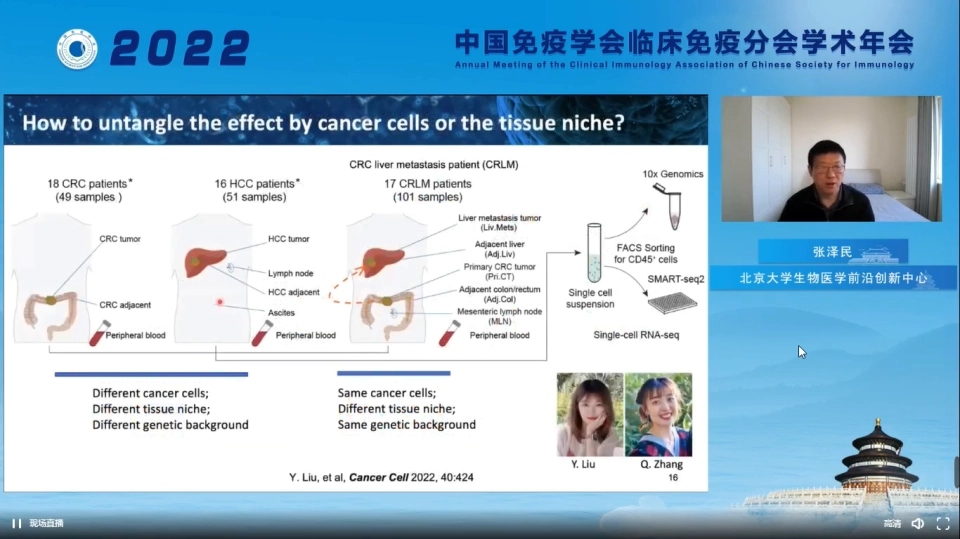 2022
中国免疫学会临床免疫分会学术年会
Annual Meeting of the Clinical Immunology Association of Chinese Society for Immunology
How to untangle the effect by cancer cells or the tissue niche?
CRC liver metastasis patient (CRLM)
18 CRC patients*
(49 samples )
16 HCC patients*
(51 samples)
17 CRLM patients
(101 samples)
CRC tumor
CRC adjacent
Peripheral blood
HCC tumor
Lymph node
HCC adjacent
Ascites
Peripheral blood
Liver metastasis tumor
(Liv.Mets)
Adjacent liver
(Adj.Liv)
Primary CRC tumor
(Pri.CT)
Adjacent colon/rectum
(Adj.Col)
Mesenteric lymph node
(MLN)
Peripheral blood
10x Genomics
FACS Sorting
for CD45⁺ cells
SMART-seq2
Single cell
suspension
Single-cell RNA-seq
Different cancer cells;
Different tissue niche;
Different genetic background
Same cancer cells;
Different tissue niche;
Same genetic background
Y. Liu
Q. Zhang
Y. Liu, et al, Cancer Cell 2022, 40:424
16
张泽民
北京大学生物医学前沿创新中心
现场直播
高清